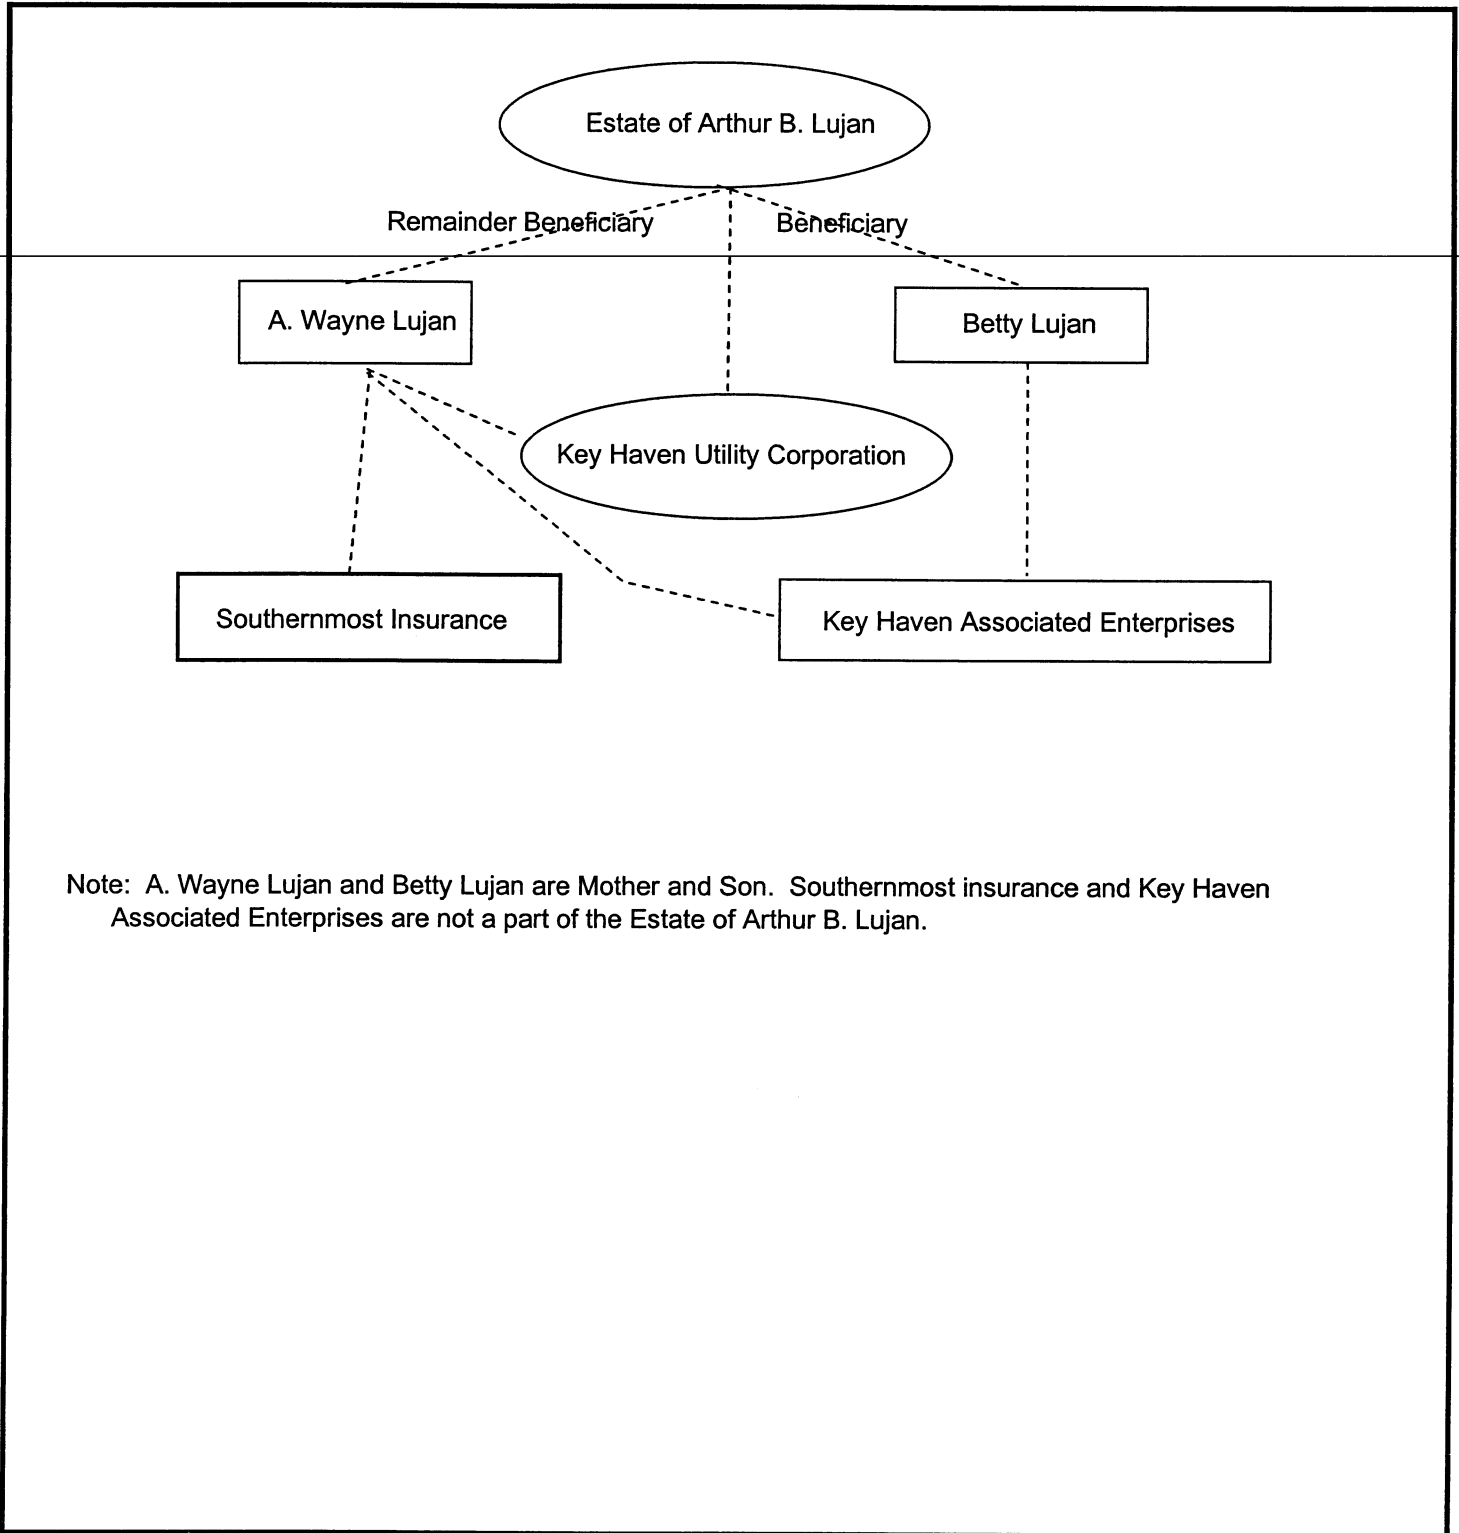 Estate of Arthur B. Lujan
Remainder Beneficiary
Beneficiary
A. Wayne Lujan
Betty Lujan
Key Haven Utility Corporation
Southernmost Insurance
Key Haven Associated Enterprises
Note: A. Wayne Lujan and Betty Lujan are Mother and Son. Southernmost insurance and Key Haven
Associated Enterprises are not a part of the Estate of Arthur B. Lujan.